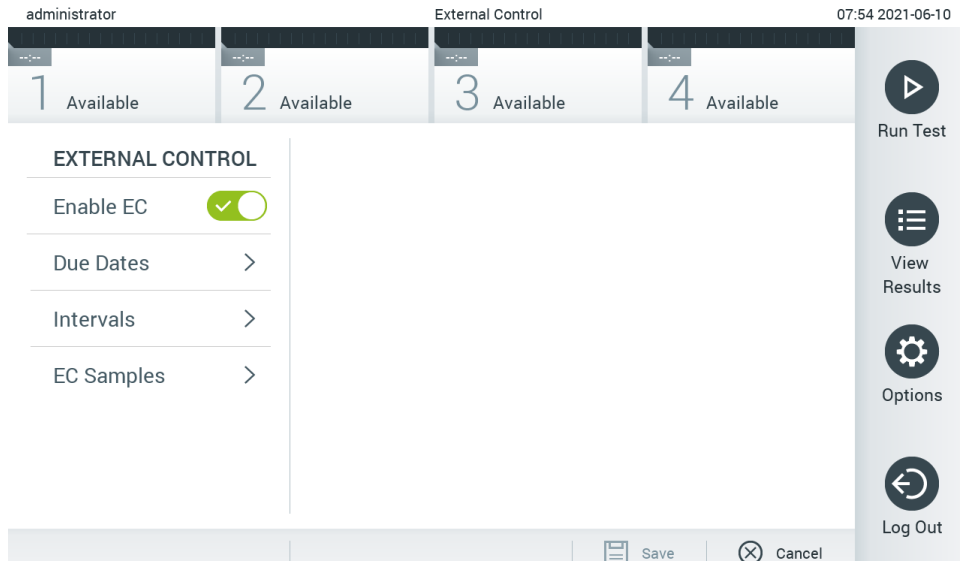 administrator External Control 07:54 2021-06-10
--:-- --:-- --:-- --:--
1 Available 2 Available 3 Available 4 Available
Run Test
EXTERNAL CONTROL
Enable EC
Due Dates
Intervals
EC Samples
View
Results
Options
Log Out
Save Cancel